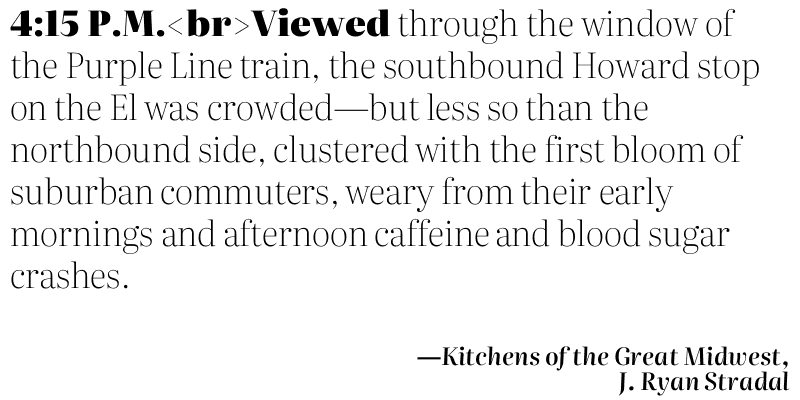 4:15 P.M.<br>Viewed through the window of
the Purple Line train, the southbound Howard stop
on the El was crowded—but less so than the
northbound side, clustered with the first bloom of
suburban commuters, weary from their early
mornings and afternoon caffeine and blood sugar
crashes.
—Kitchens of the Great Midwest,
J. Ryan Stradal